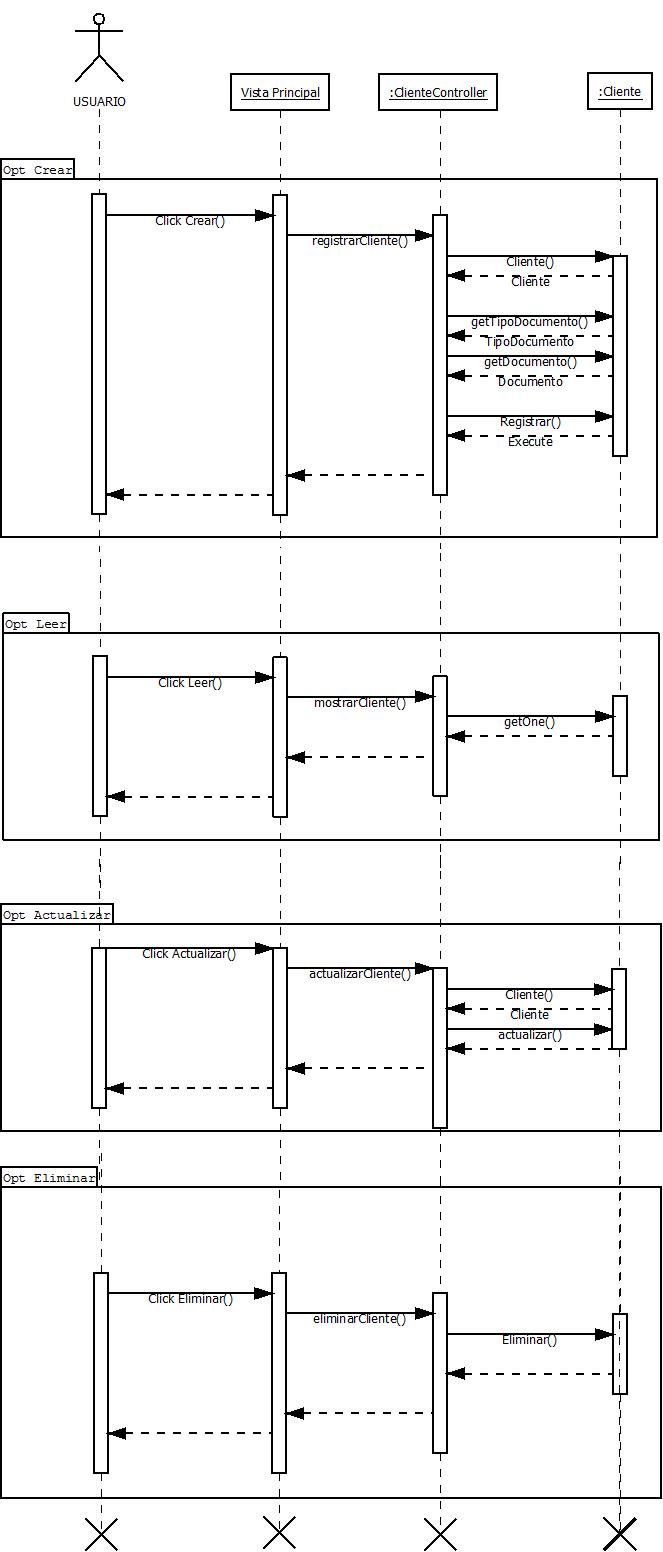 USUARIO
Vista Principal
:ClienteController
:Cliente
Opt Crear
Click Crear()
registrarCliente()
Cliente()
Cliente
getTipoDocumento()
TipoDocumento
getDocumento()
Documento
Registrar()
Execute
Opt Leer
Click Leer()
mostrarCliente()
getOne()
Opt Actualizar
Click Actualizar()
actualizarCliente()
Cliente()
Cliente
actualizar()
Opt Eliminar
Click Eliminar()
eliminarCliente()
Eliminar()